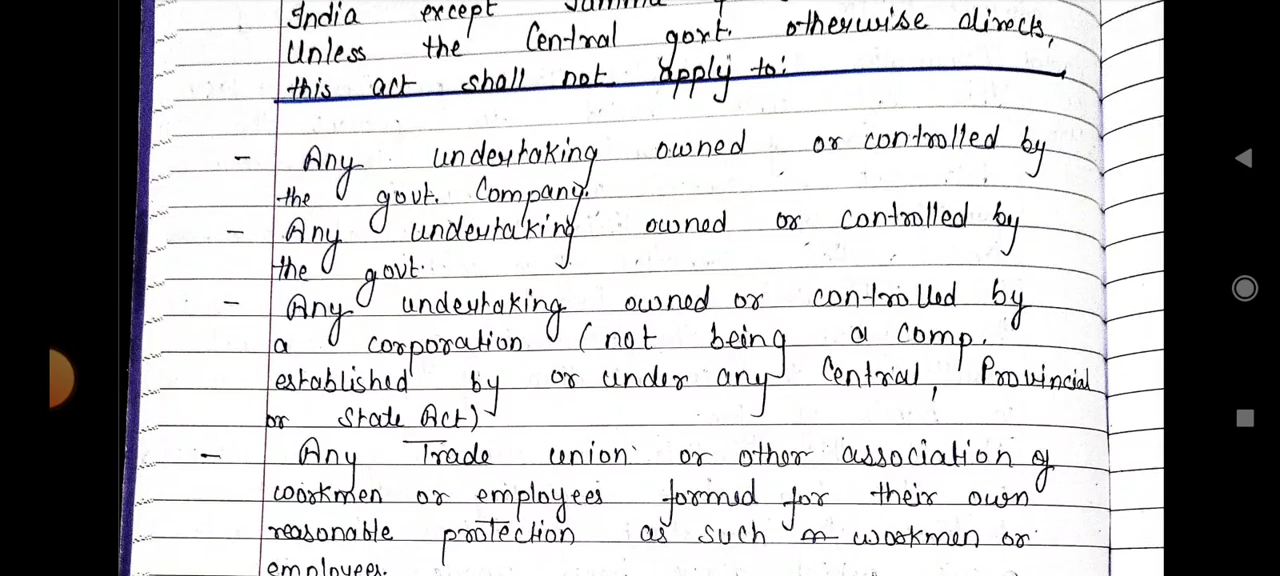 India except Jammu
Unless the Central govt. otherwise directs,
this act shall not apply to:
- Any undertaking owned or controlled by
the govt. Company.
- Any undertaking owned or controlled by
the govt.
- Any undertaking owned or controlled by
a corporation (not being a comp.
established by or under any Central, Provincial
or State Act)
- Any Trade union or other association of
workmen or employees formed for their own
reasonable protection as such workmen or
employees.